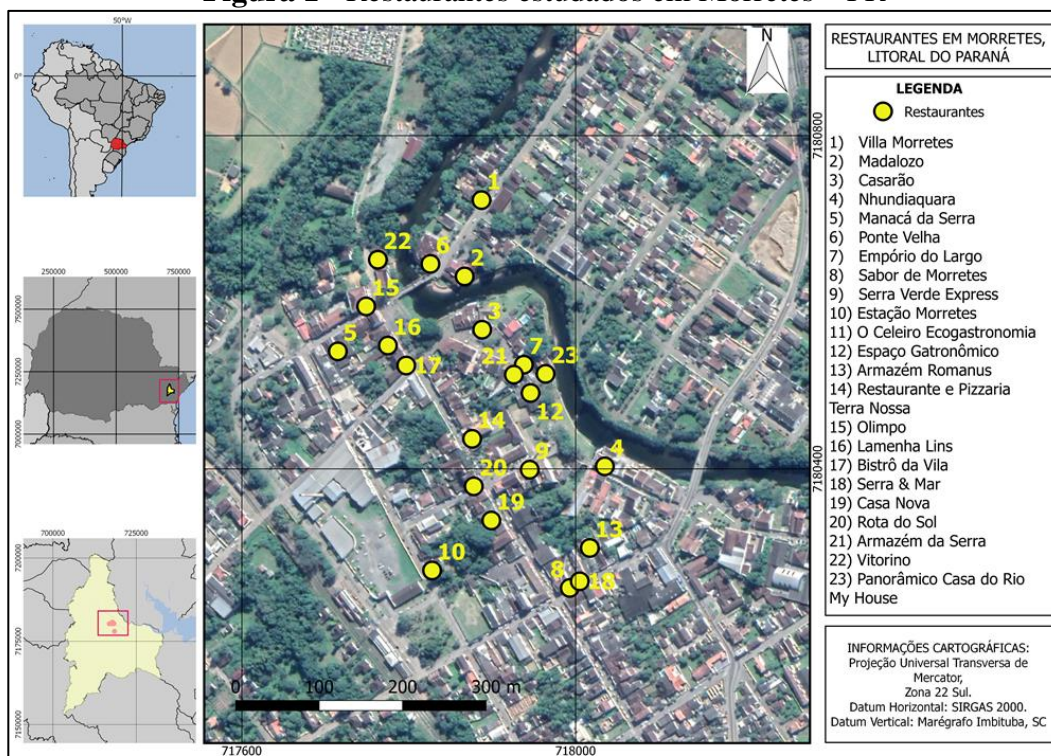 Figura 1 - Restaurantes estudados em Morretes – PR
50°W
0°
250000 500000 750000
7500000
7250000
7000000
700000 725000
7200000
7175000
7150000
N
7180800
7180400
1
22
6
2
15
3
16
5
21
7
23
17
12
14
9
4
20
19
13
10
8
18
0 100 200 300 m
717600 718000
RESTAURANTES EM MORRETES,
LITORAL DO PARANÁ
LEGENDA
Restaurantes
1) Villa Morretes
2) Madalozo
3) Casarão
4) Nhundiaquara
5) Manacá da Serra
6) Ponte Velha
7) Empório do Largo
8) Sabor de Morretes
9) Serra Verde Express
10) Estação Morretes
11) O Celeiro Ecogastronomia
12) Espaço Gatronômico
13) Armazém Romanus
14) Restaurante e Pizzaria
Terra Nossa
15) Olimpo
16) Lamenha Lins
17) Bistrô da Vila
18) Serra & Mar
19) Casa Nova
20) Rota do Sol
21) Armazém da Serra
22) Vitorino
23) Panorâmico Casa do Rio
My House
INFORMAÇÕES CARTOGRÁFICAS:
Projeção Universal Transversa de
Mercator,
Zona 22 Sul.
Datum Horizontal: SIRGAS 2000.
Datum Vertical: Marégrafo Imbituba, SC